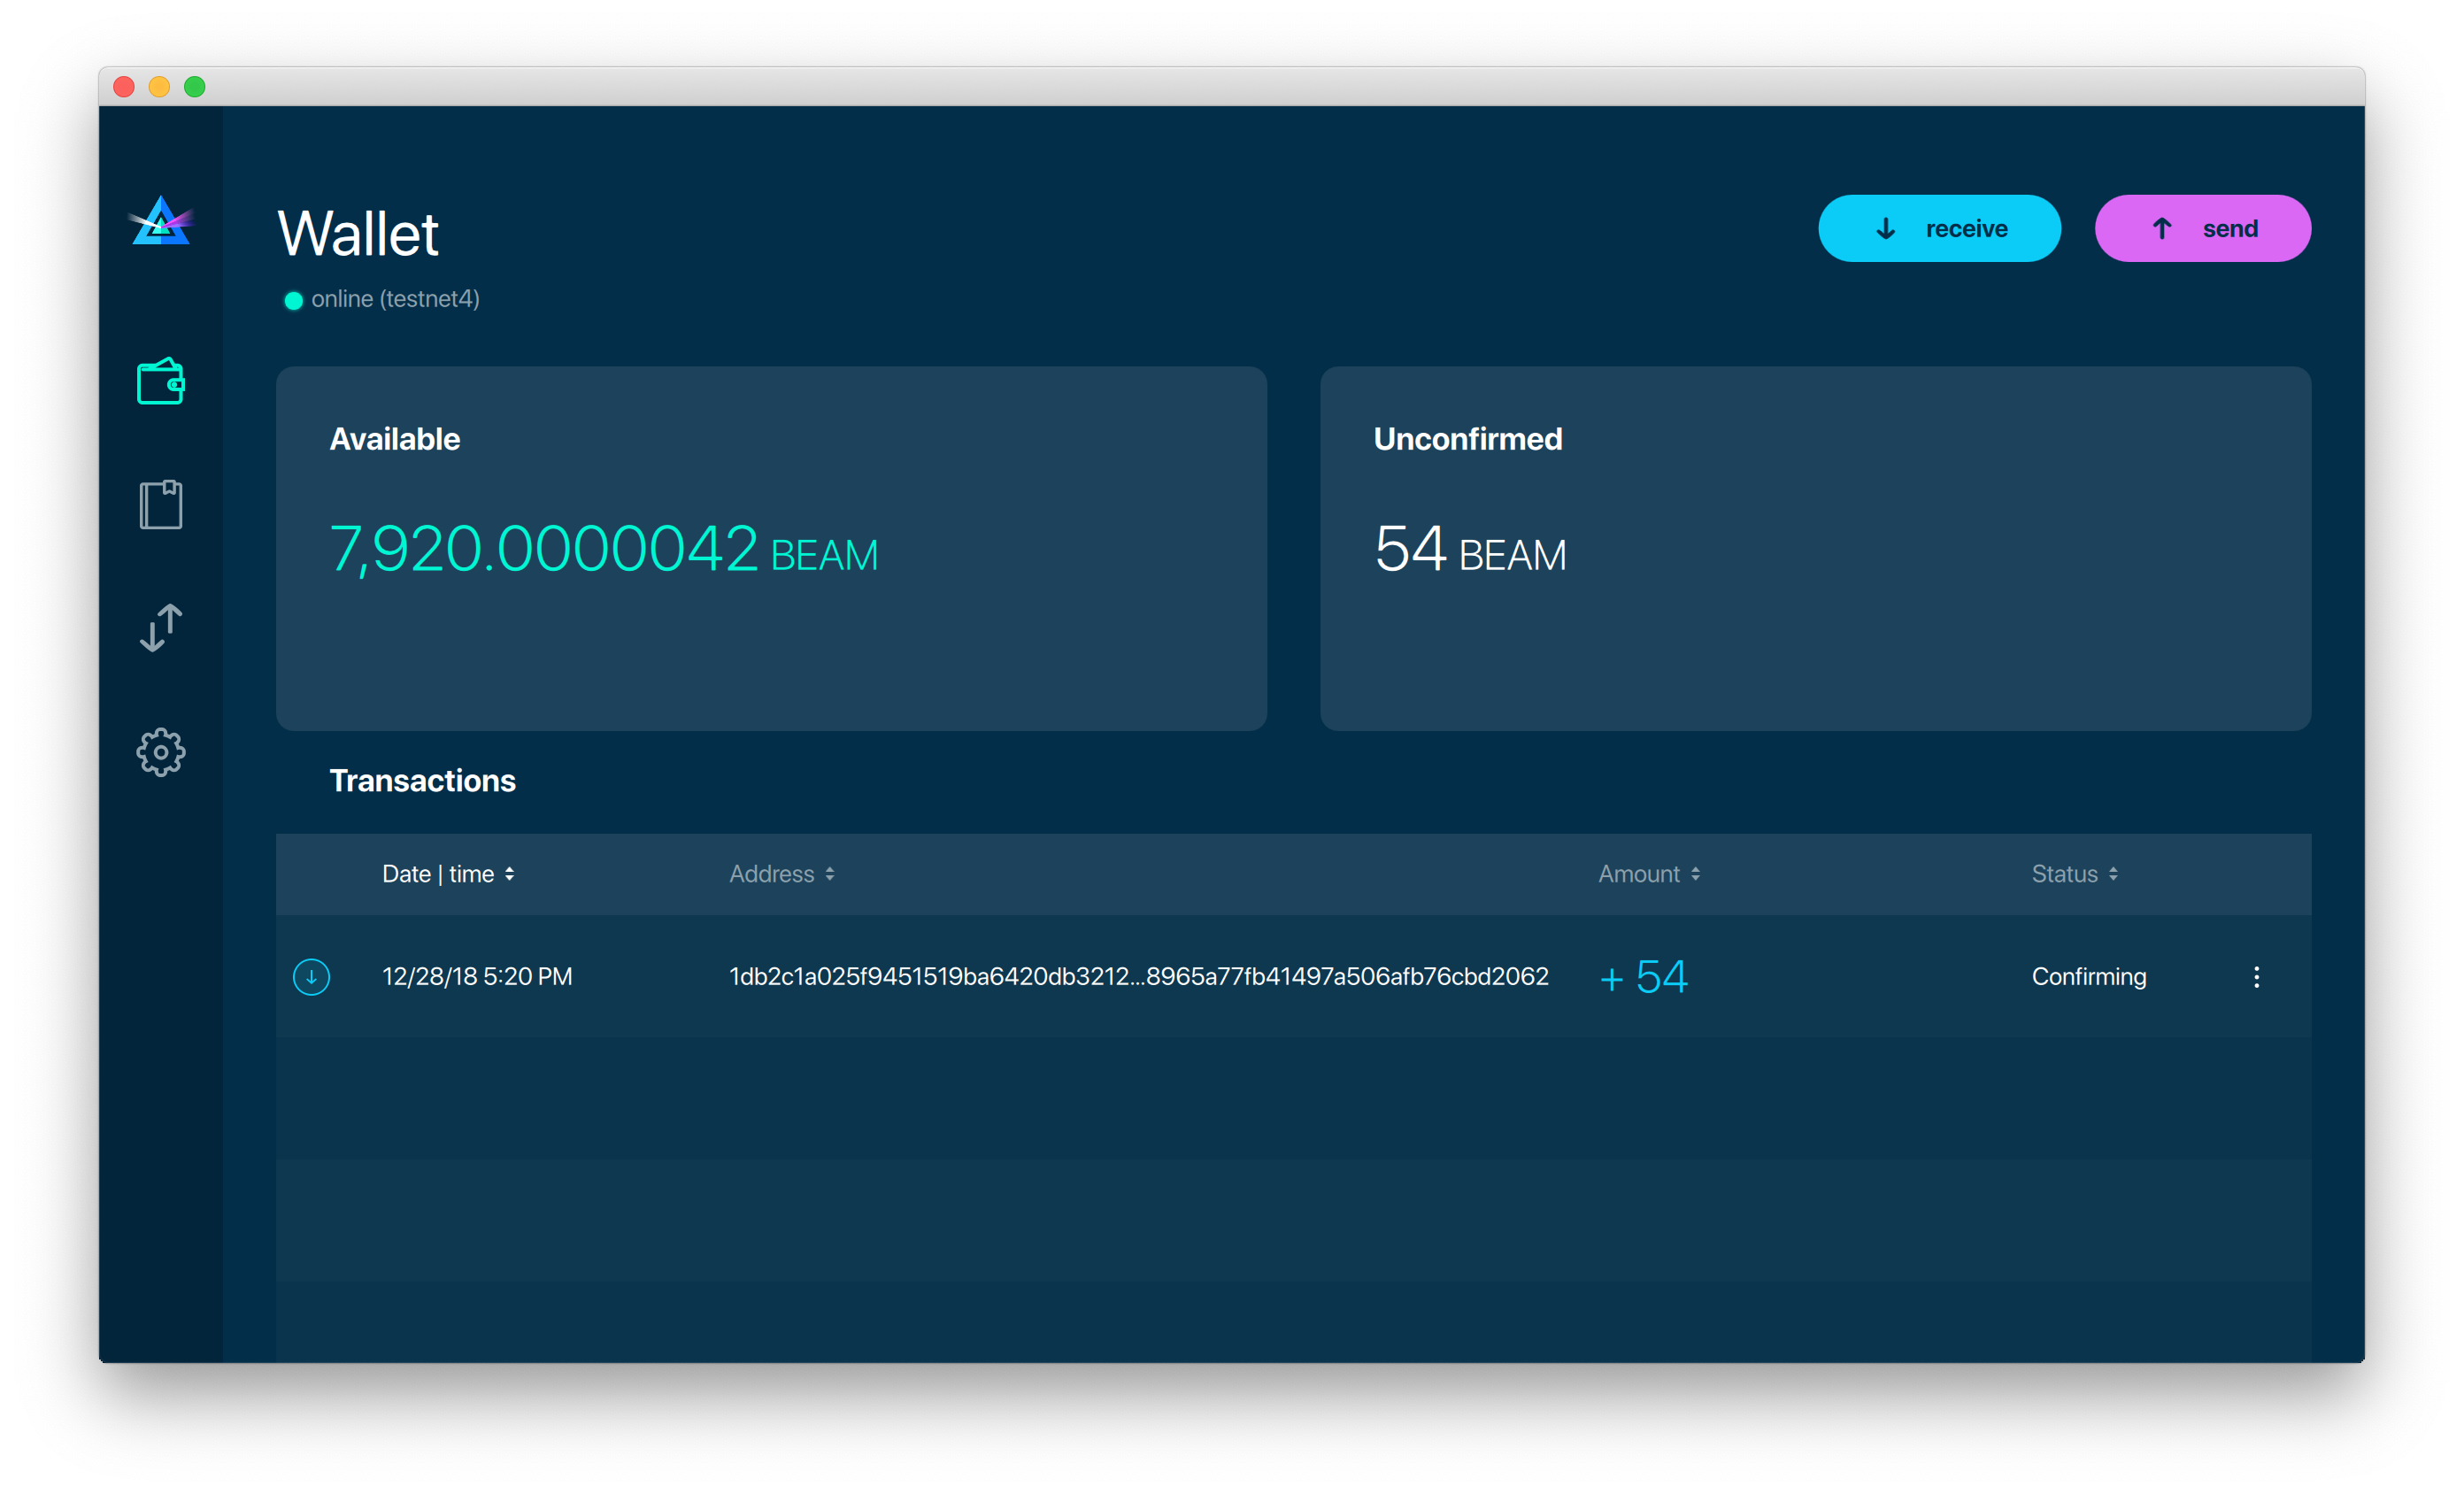 Wallet
receive
send
online (testnet4)
Available
Unconfirmed
7,920.0000042 BEAM
54 BEAM
Transactions
Date | time
Address
Amount
Status
12/28/18 5:20 PM
1db2c1a025f9451519ba6420db3212...8965a77fb41497a506afb76cbd2062
+ 54
Confirming